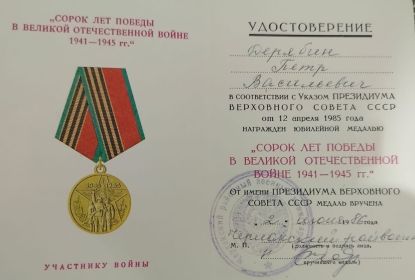 "СОРОК ЛЕТ ПОБЕДЫ
В ВЕЛИКОЙ ОТЕЧЕСТВЕННОЙ ВОЙНЕ
1941—1945 гг."
УЧАСТНИКУ ВОЙНЫ
УДОСТОВЕРЕНИЕ
Дерябин
Петр
Васильевич
В СООТВЕТСТВИИ С УКАЗОМ ПРЕЗИДИУМА
ВЕРХОВНОГО СОВЕТА СССР
от 12 апреля 1985 года
НАГРАЖДЕН ЮБИЛЕЙНОЙ МЕДАЛЬЮ
"СОРОК ЛЕТ ПОБЕДЫ
В ВЕЛИКОЙ ОТЕЧЕСТВЕННОЙ
ВОЙНЕ 1941—1945 гг."
ОТ ИМЕНИ ПРЕЗИДИУМА ВЕРХОВНОГО
СОВЕТА СССР МЕДАЛЬ ВРУЧЕНА
М. П.